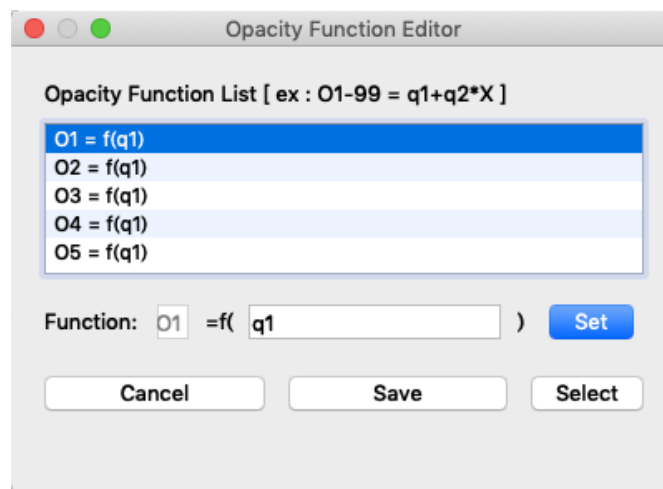 Opacity Function Editor
Opacity Function List [ ex : O1-99 = q1+q2*X ]
O1 = f(q1)
O2 = f(q1)
O3 = f(q1)
O4 = f(q1)
O5 = f(q1)
Function: O1 =f( q1 ) Set
Cancel Save Select